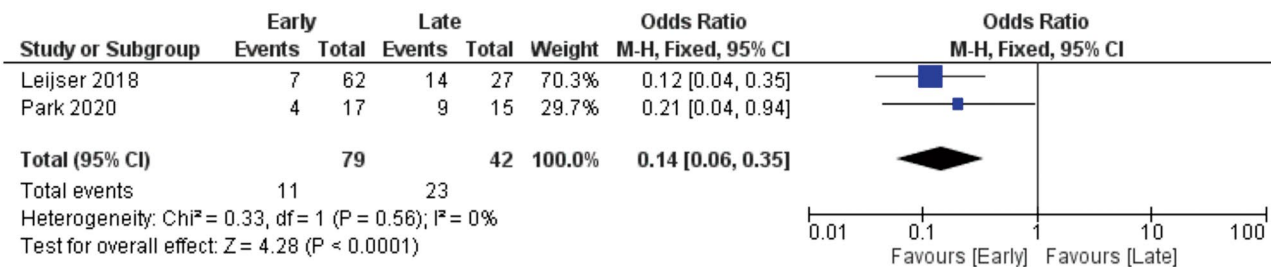 Early Late Odds Ratio Odds Ratio
Study or Subgroup Events Total Events Total Weight M-H, Fixed, 95% CI M-H, Fixed, 95% CI
Leijser 2018 7 62 14 27 70.3% 0.12 [0.04, 0.35]
Park 2020 4 17 9 15 29.7% 0.21 [0.04, 0.94]
Total (95% CI) 79 42 100.0% 0.14 [0.06, 0.35]
Total events 11 23
Heterogeneity: Chi² = 0.33, df = 1 (P = 0.56); I² = 0%
Test for overall effect: Z = 4.28 (P < 0.0001)
0.01 0.1 1 10 100
Favours [Early] Favours [Late]